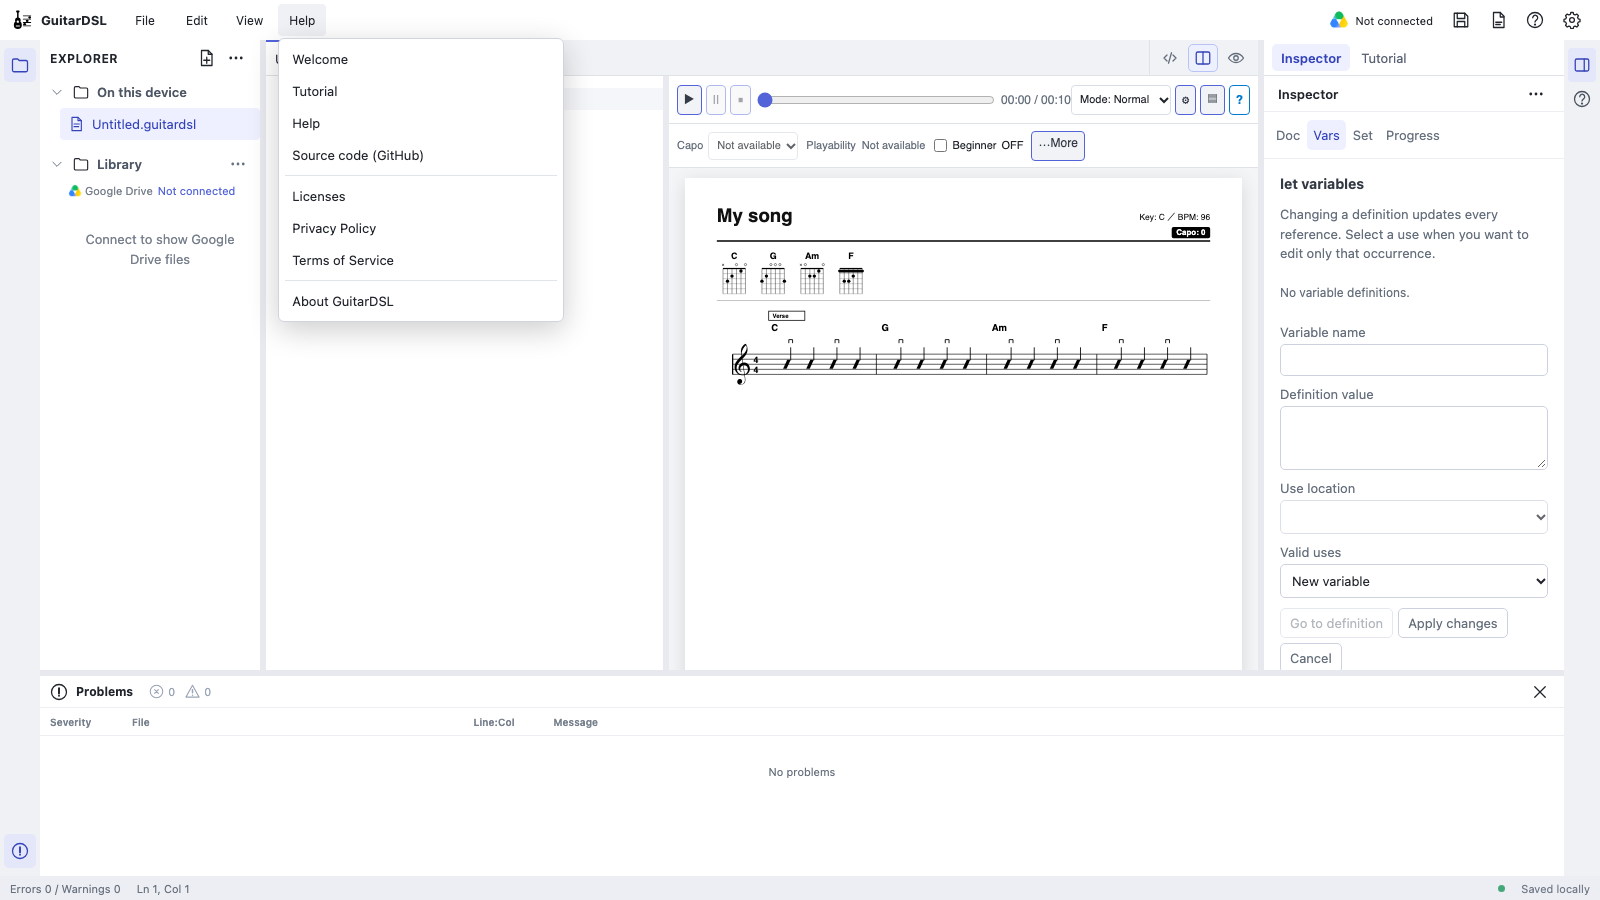 GuitarDSL
File
Edit
View
Help
Not connected
EXPLORER
On this device
Untitled.guitardsl
Library
Google Drive Not connected
Connect to show Google
Drive files
Welcome
Tutorial
Help
Source code (GitHub)
Licenses
Privacy Policy
Terms of Service
About GuitarDSL
</>
00:00 / 00:10
Mode: Normal
?
Capo
Not available
Playability
Not available
Beginner
OFF
...More
My song
Key: C / BPM: 96
Capo: 0
C
G
Am
F
Verse
C
G
Am
F
4
4
Inspector
Tutorial
Inspector
Doc
Vars
Set
Progress
let variables
Changing a definition updates every
reference. Select a use when you want to
edit only that occurrence.
No variable definitions.
Variable name
Definition value
Use location
Valid uses
New variable
Go to definition
Apply changes
Cancel
Problems
0
0
Severity
File
Line:Col
Message
No problems
Errors 0 / Warnings 0
Ln 1, Col 1
Saved locally